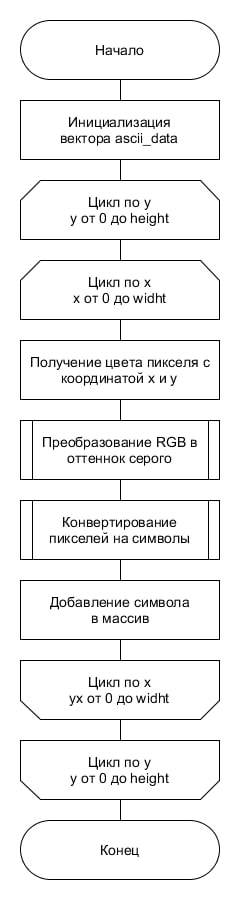 Начало
Инициализация
вектора ascii_data
Цикл по y
y от 0 до height
Цикл по x
x от 0 до widht
Получение цвета пикселя с
координатой x и y
Преобразование RGB в
оттеннок серого
Конвертирование
пикселей на символы
Добавление символа
в массив
Цикл по x
yx от 0 до widht
Цикл по y
y от 0 до height
Конец